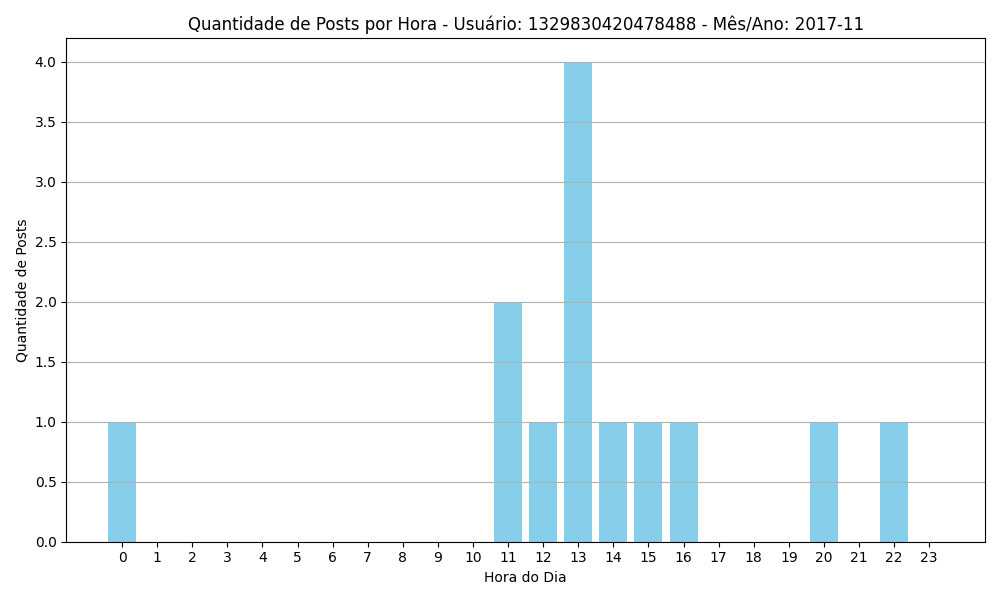 Quantidade de Posts por Hora - Usuário: 1329830420478488 - Mês/Ano: 2017-11
Quantidade de Posts
4.0
3.5
3.0
2.5
2.0
1.5
1.0
0.5
0.0
0 1 2 3 4 5 6 7 8 9 10 11 12 13 14 15 16 17 18 19 20 21 22 23
Hora do Dia